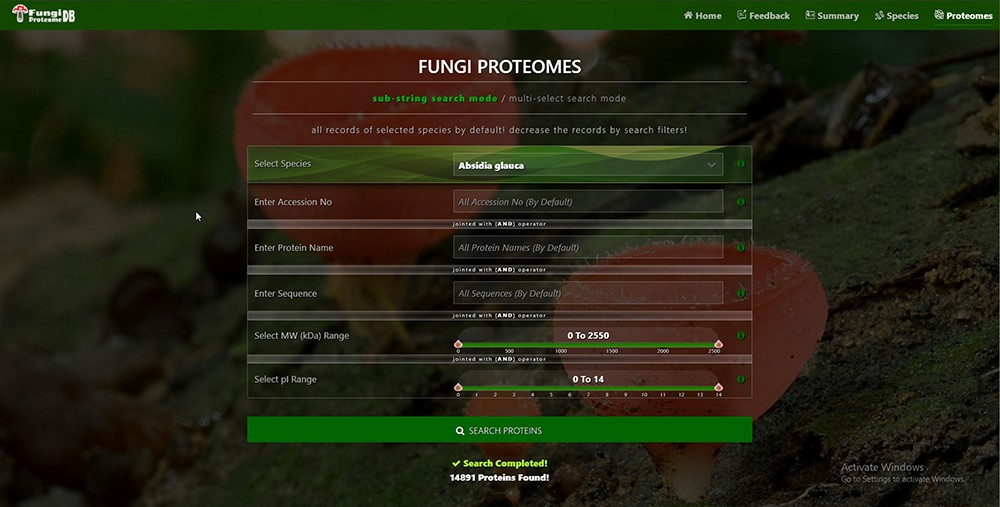 Fungi
Proteome DB
Home Feedback Summary Species Proteomes
FUNGI PROTEOMES
sub-string search mode / multi-select search mode
all records of selected species by default! decrease the records by search filters!
Select Species Absidia glauca
Enter Accession No All Accession No (By Default)
jointed with [AND] operator
Enter Protein Name All Protein Names (By Default)
jointed with [AND] operator
Enter Sequence All Sequences (By Default)
jointed with [AND] operator
Select MW (kDa) Range 0 To 2550
0 500 1000 1500 2000 2500
jointed with [AND] operator
Select pI Range 0 To 14
0 1 2 3 4 5 6 7 8 9 10 11 12 13 14
SEARCH PROTEINS
Search Completed!
14891 Proteins Found!
Activate Windows
Go to Settings to activate Windows.